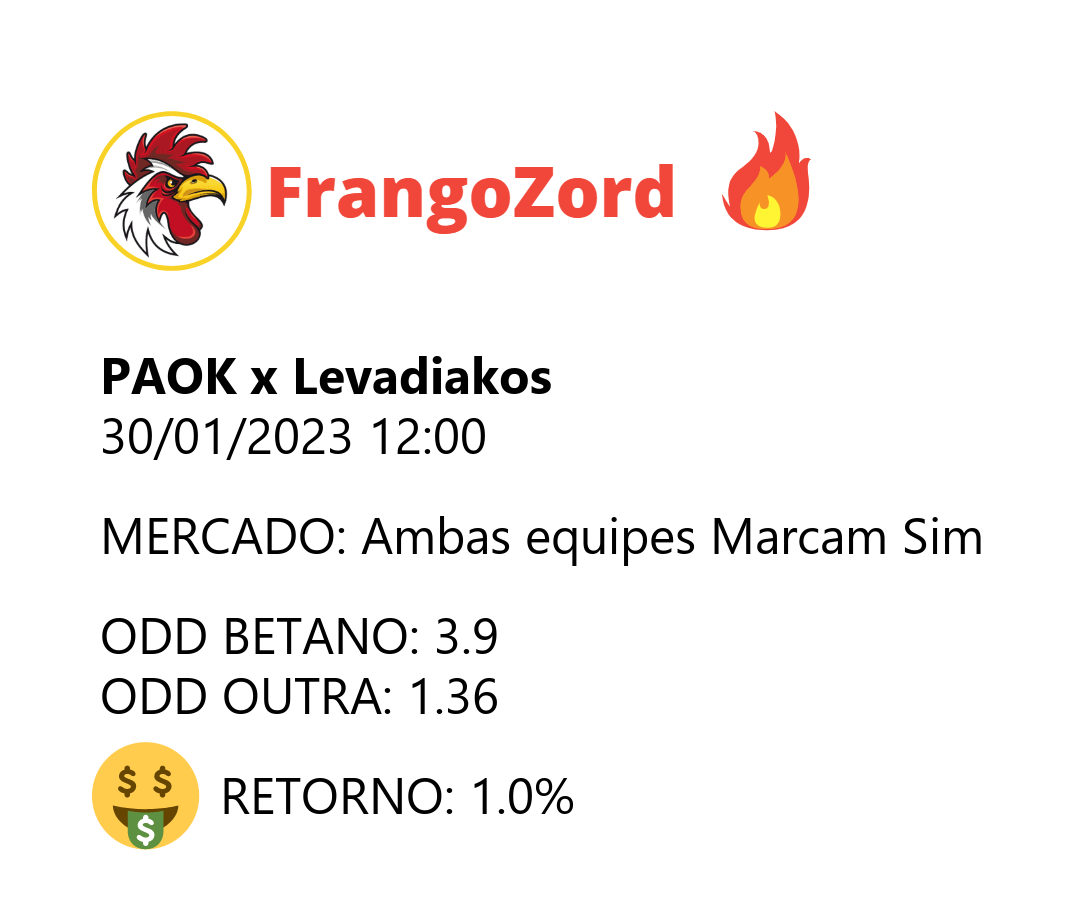 FrangoZord
PAOK x Levadiakos
30/01/2023 12:00
MERCADO: Ambas equipes Marcam Sim
ODD BETANO: 3.9
ODD OUTRA: 1.36
$ $
$
RETORNO: 1.0%